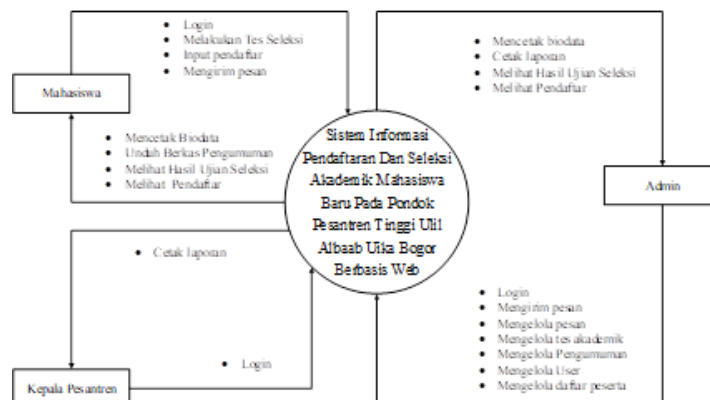 • Login
• Melakukan Tes Seleksi
• Input pendaftar
• Mengirim pesan
Mahasiswa
• Mencetak Biodata
• Undah Berkas Pengumuman
• Melihat Hasil Ujian Seleksi
• Melihat Pendaftar
• Mencetak biodata
• Cetak laporan
• Melihat Hasil Ujian Seleksi
• Melihat Pendaftar
Sistem Informasi
Pendaftaran Dan Seleksi
Akademik Mahasiswa
Baru Pada Pondok
Pesantren Tinggi Ulil
Albaab Uika Bogor
Berbasis Web
Admin
• Cetak laporan
• Login
Kepala Pesantren
• Login
• Mengirim pesan
• Mengelola pesan
• Mengelola tes akademik
• Mengelola Pengumuman
• Mengelola User
• Mengelola daftar peserta